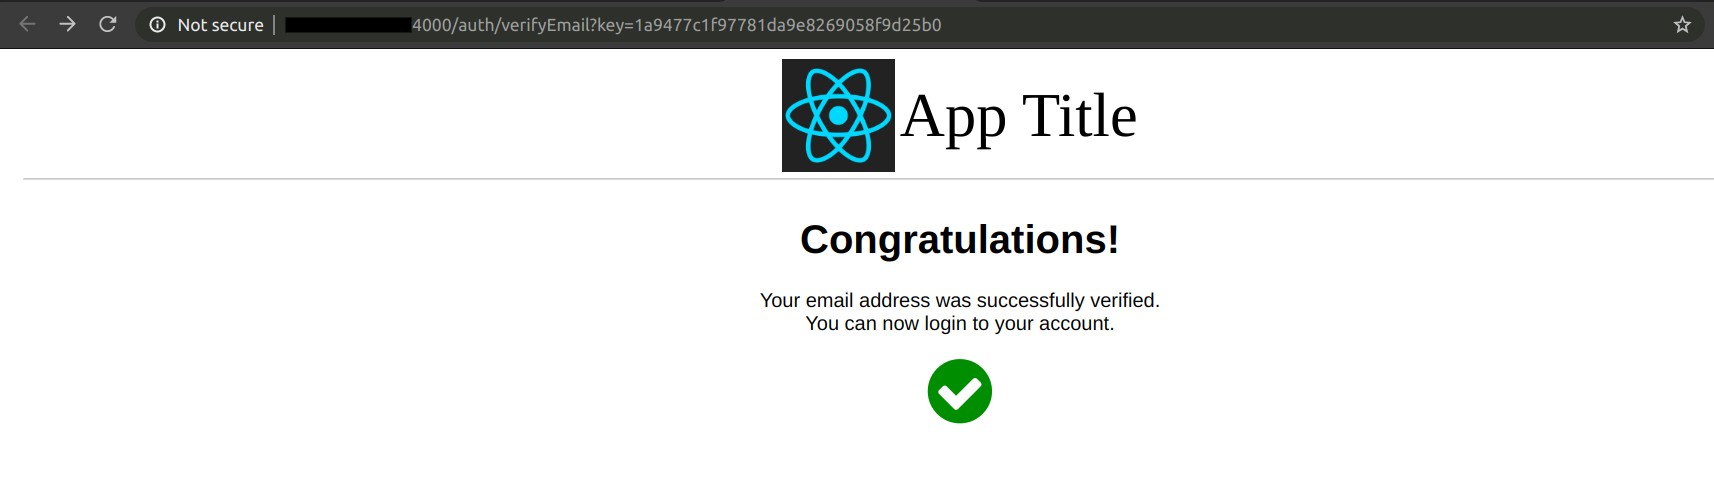 Not secure | 4000/auth/verifyEmail?key=1a9477c1f97781da9e8269058f9d25b0
App Title
Congratulations!
Your email address was successfully verified.
You can now login to your account.